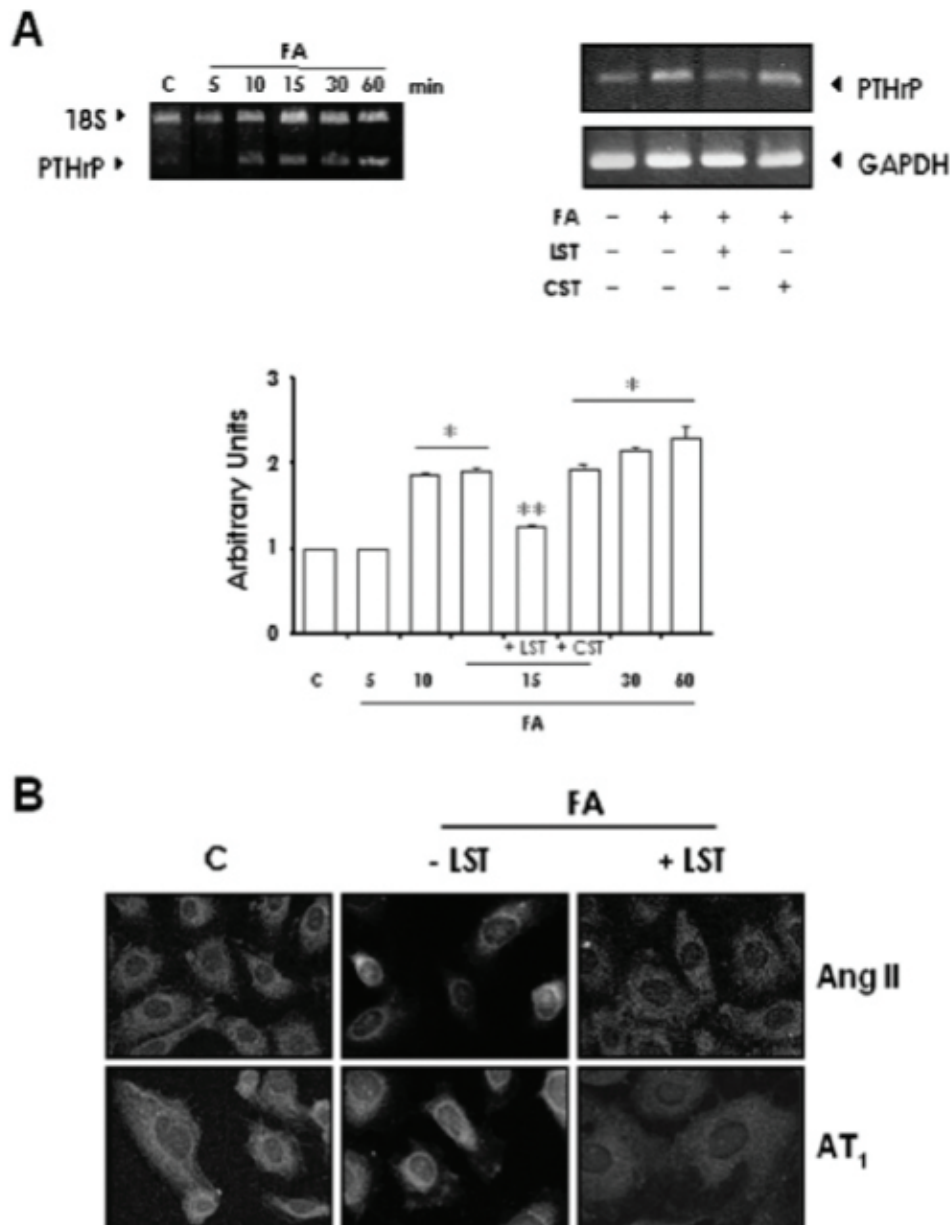 A
FA
C 5 10 15 30 60 min
18S
PTHrP
PTHrP
GAPDH
FA - + + +
LST - - + -
CST - - - +
3
2
1
0
Arbitrary Units
*
**
*
+ LST + CST
C 5 10 15 30 60
FA
B
FA
C - LST + LST
Ang II
AT₁